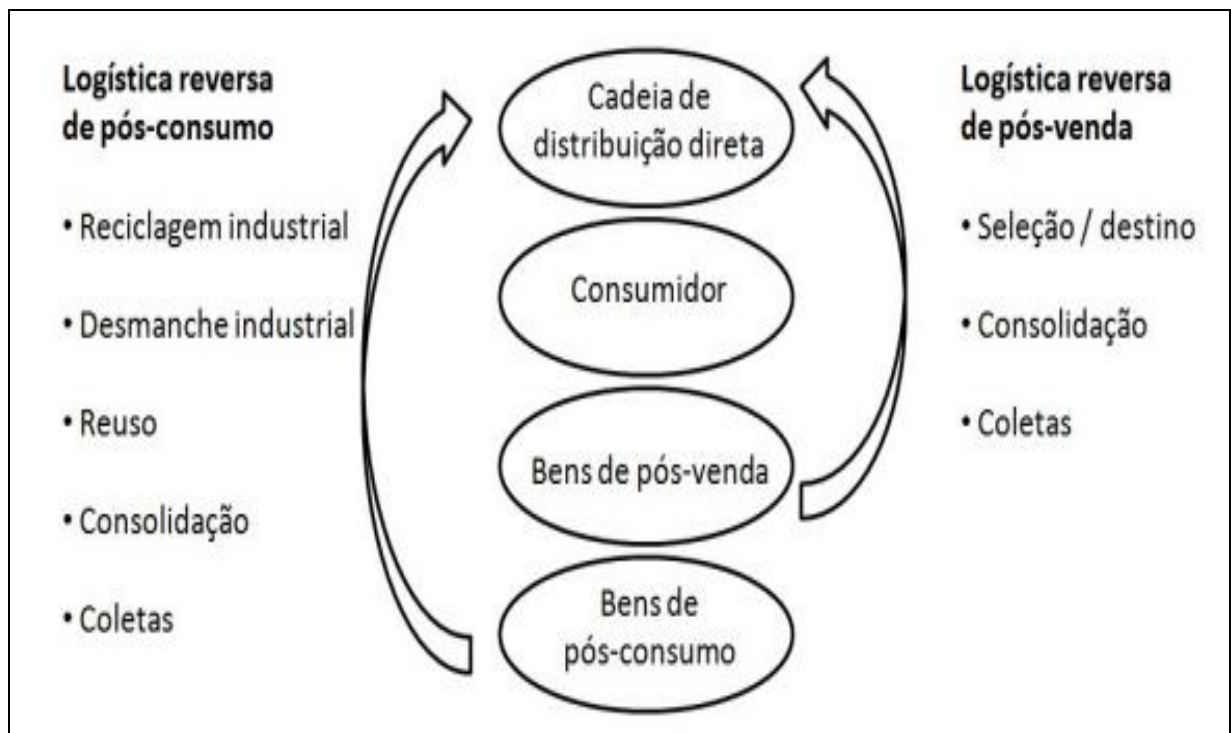 Logística reversa
de pós-consumo
• Reciclagem industrial
• Desmanche industrial
• Reuso
• Consolidação
• Coletas
Cadeia de
distribuição direta
Consumidor
Bens de pós-venda
Bens de
pós-consumo
Logística reversa
de pós-venda
• Seleção / destino
• Consolidação
• Coletas